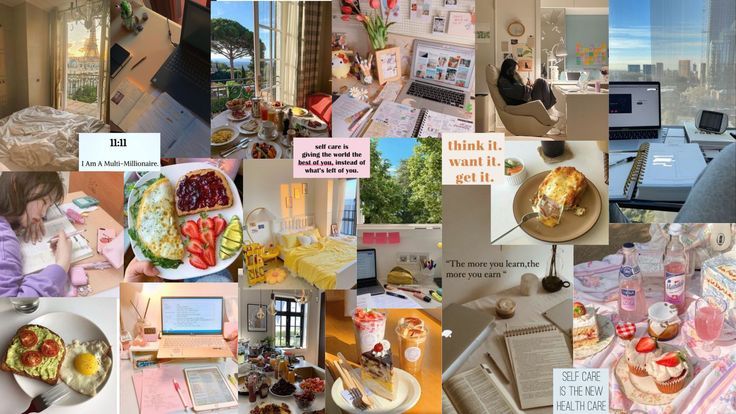 11:11
I Am A Multi-Millionaire.
self care is
giving the world the
best of you, instead of
what's left of you.
think it.
want it.
get it.
"The more you learn,the
more you earn "
SELF CARE
IS THE NEW
HEALTH CARE